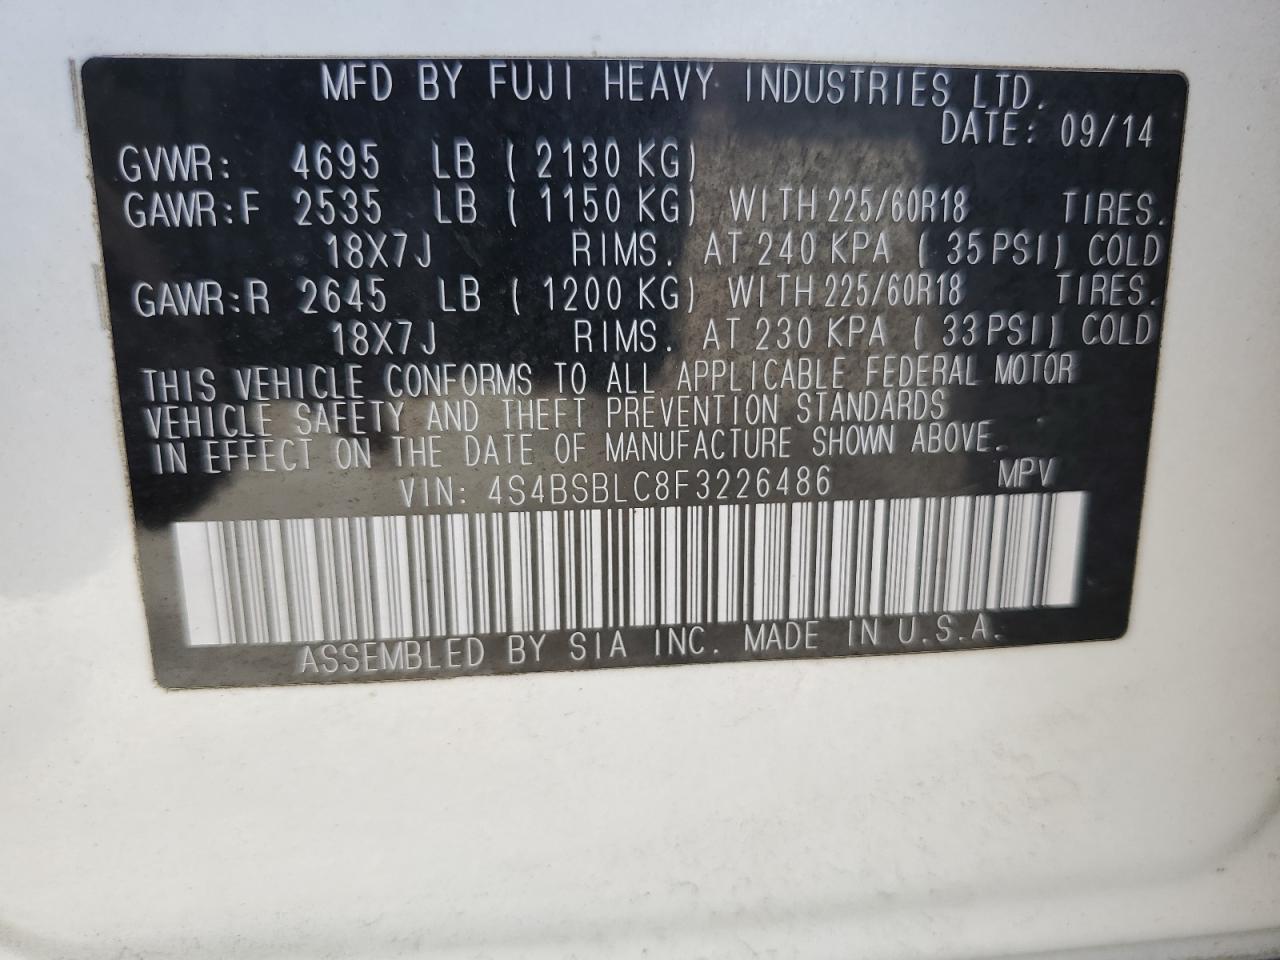 MFD BY FUJI HEAVY INDUSTRIES LTD.
DATE: 09/14
GVWR: 4695 LB ( 2130 KG)
GAWR:F 2535 LB ( 1150 KG) WITH 225/60R18 TIRES.
18X7J RIMS. AT 240 KPA ( 35 PSI) COLD
GAWR:R 2645 LB ( 1200 KG) WITH 225/60R18 TIRES.
18X7J RIMS. AT 230 KPA ( 33 PSI) COLD
THIS VEHICLE CONFORMS TO ALL APPLICABLE FEDERAL MOTOR
VEHICLE SAFETY AND THEFT PREVENTION STANDARDS
IN EFFECT ON THE DATE OF MANUFACTURE SHOWN ABOVE.
VIN: 4S4BSBLC8F3226486 MPV
ASSEMBLED BY SIA INC. MADE IN U.S.A.